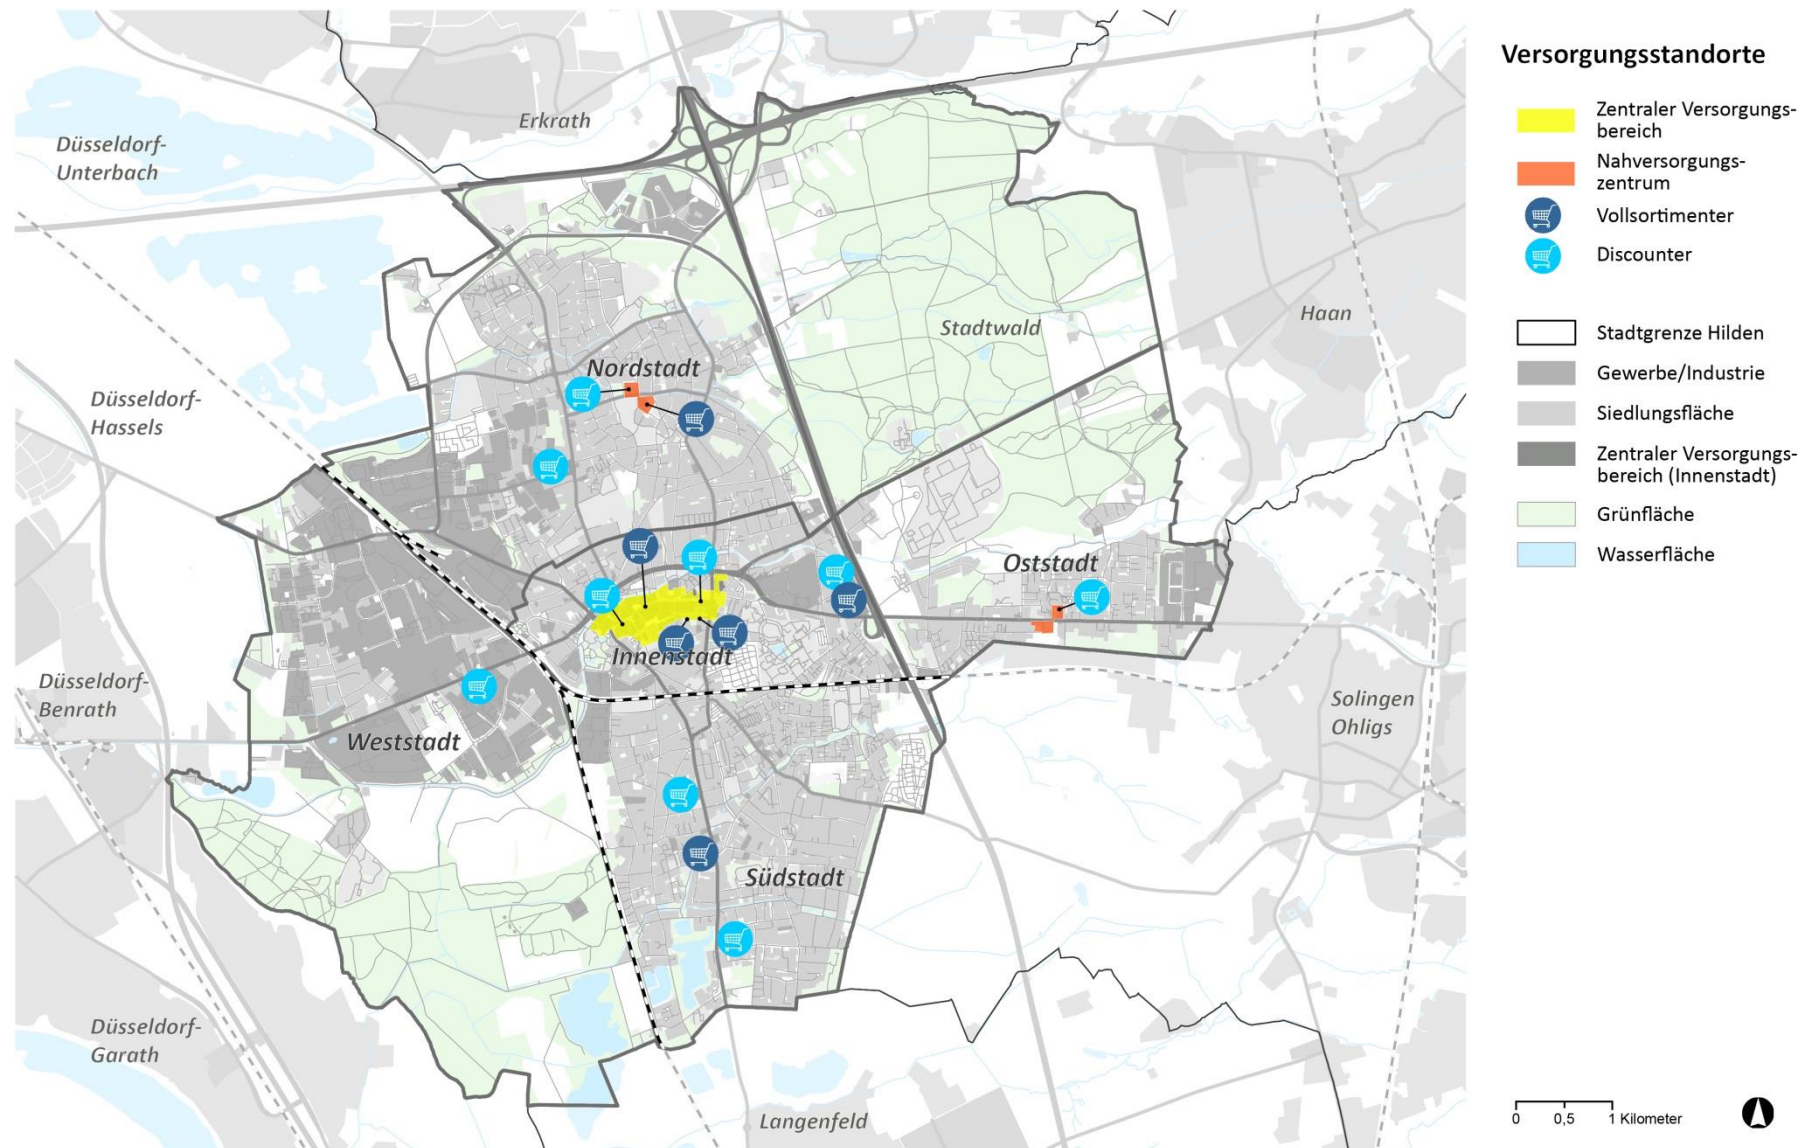 Versorgungsstandorte
Zentraler Versorgungs-
bereich
Nahversorgungs-
zentrum
Vollsortimenter
Discounter
Stadtgrenze Hilden
Gewerbe/Industrie
Siedlungsfläche
Zentraler Versorgungs-
bereich (Innenstadt)
Grünfläche
Wasserfläche
Erkrath
Düsseldorf-
Unterbach
Haan
Stadtwald
Nordstadt
Düsseldorf-
Hassels
Oststadt
Innenstadt
Düsseldorf-
Benrath
Solingen
Ohligs
Weststadt
Südstadt
Düsseldorf-
Garath
Langenfeld
0 0,5 1 Kilometer